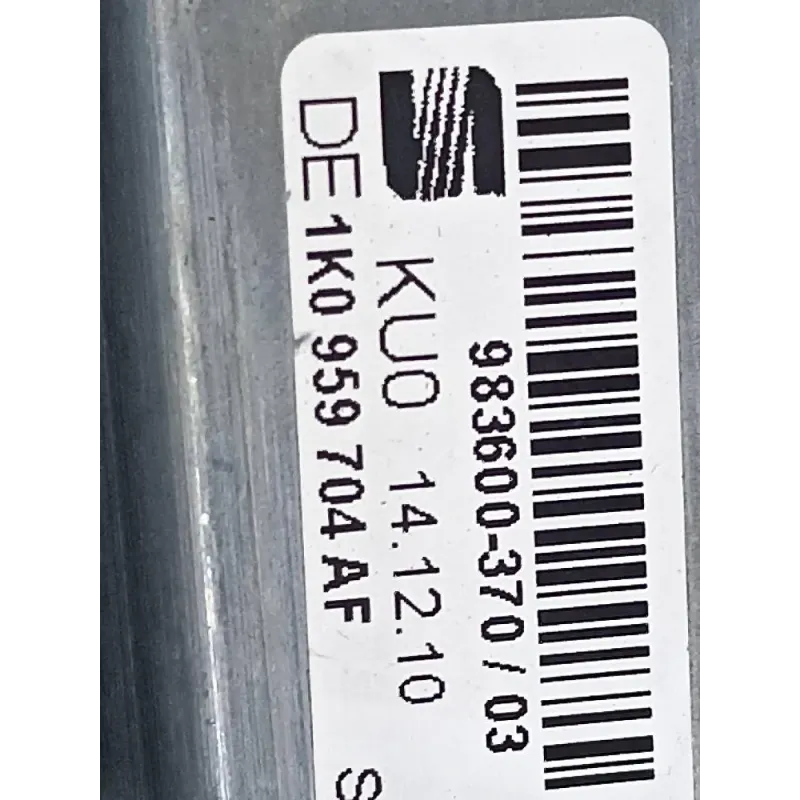 983600-370/03
KU0 14.12.10
DE 1K0 959 704 AF
S